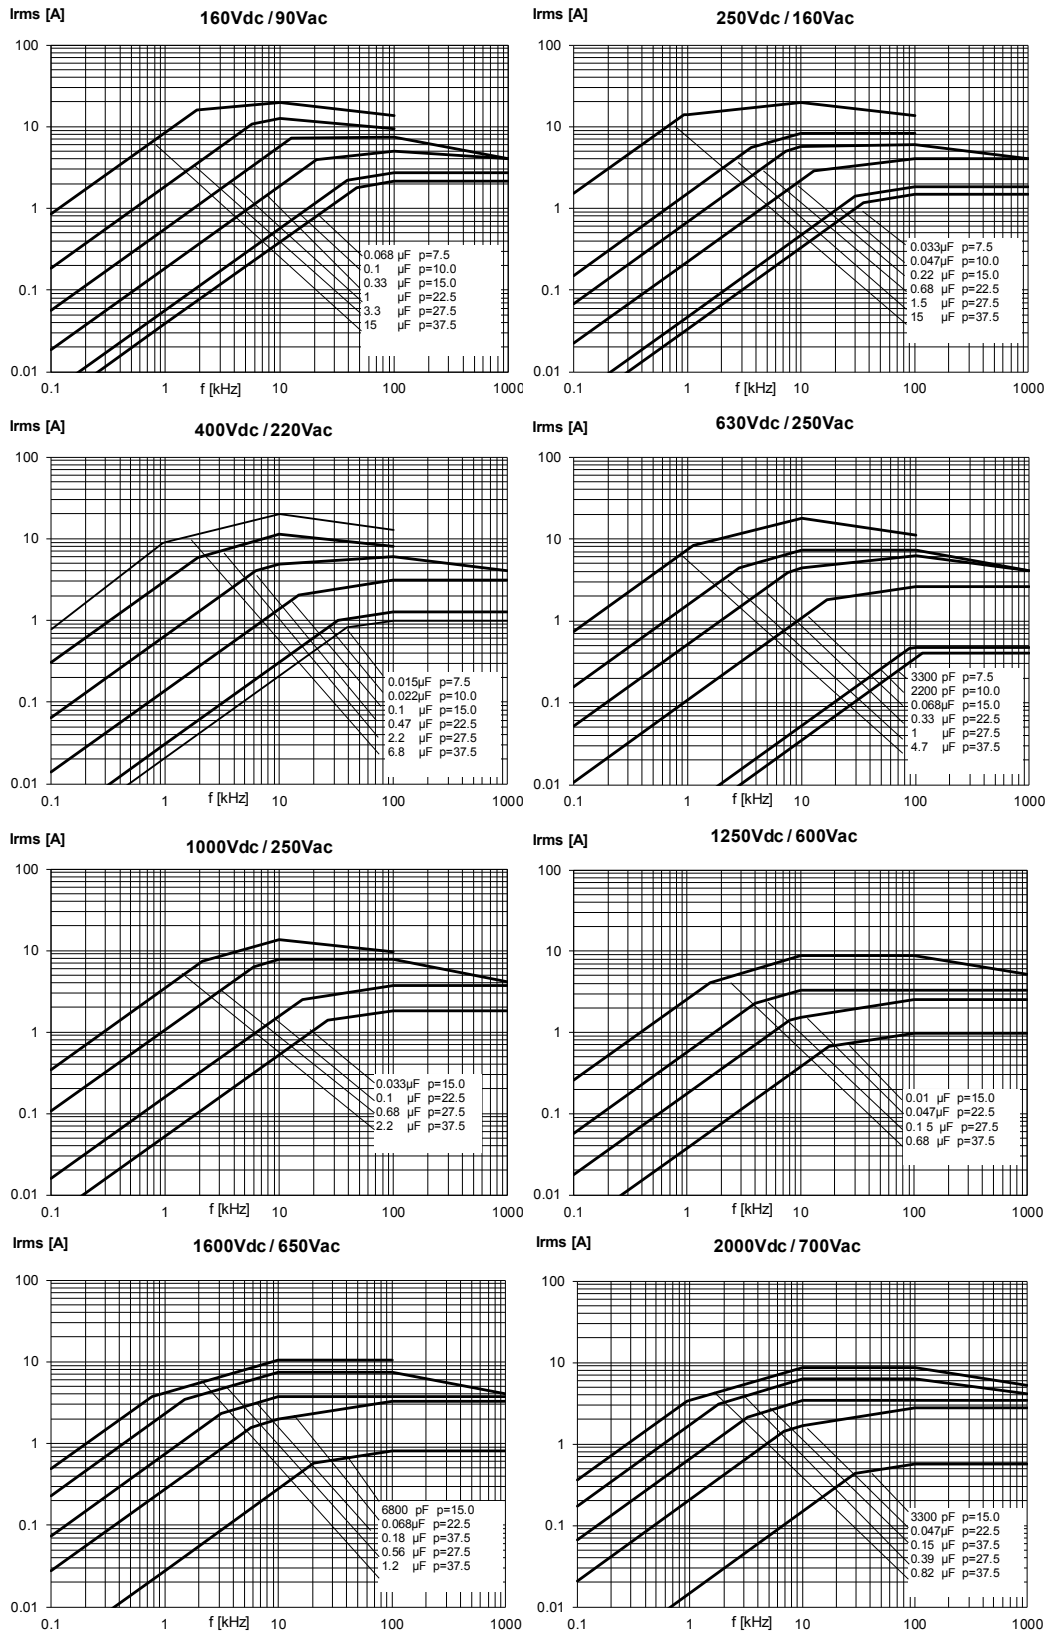 Irms [A]
160Vdc / 90Vac
100
10
1
0.1
0.01
0.068 µF p=7.5
0.1 µF p=10.0
0.33 µF p=15.0
1 µF p=22.5
3.3 µF p=27.5
15 µF p=37.5
0.1 1 f [kHz] 10 100 1000
Irms [A]
250Vdc / 160Vac
100
10
1
0.1
0.01
0.033µF p=7.5
0.047µF p=10.0
0.22 µF p=15.0
0.68 µF p=22.5
1.5 µF p=27.5
15 µF p=37.5
0.1 1 f [kHz] 10 100 1000
Irms [A]
400Vdc / 220Vac
100
10
1
0.1
0.01
0.015µF p=7.5
0.022µF p=10.0
0.1 µF p=15.0
0.47 µF p=22.5
2.2 µF p=27.5
6.8 µF p=37.5
0.1 1 f [kHz] 10 100 1000
Irms [A]
630Vdc / 250Vac
100
10
1
0.1
0.01
3300 pF p=7.5
2200 pF p=10.0
0.068µF p=15.0
0.33 µF p=22.5
1 µF p=27.5
4.7 µF p=37.5
0.1 1 f [kHz] 10 100 1000
Irms [A]
1000Vdc / 250Vac
100
10
1
0.1
0.01
0.033µF p=15.0
0.1 µF p=22.5
0.68 µF p=27.5
2.2 µF p=37.5
0.1 1 f [kHz] 10 100 1000
Irms [A]
1250Vdc / 600Vac
100
10
1
0.1
0.01
0.01 µF p=15.0
0.047µF p=22.5
0.1 5 µF p=27.5
0.68 µF p=37.5
0.1 1 f [kHz] 10 100 1000
Irms [A]
1600Vdc / 650Vac
100
10
1
0.1
0.01
6800 pF p=15.0
0.068µF p=22.5
0.18 µF p=37.5
0.56 µF p=27.5
1.2 µF p=37.5
0.1 1 f [kHz] 10 100 1000
Irms [A]
2000Vdc / 700Vac
100
10
1
0.1
0.01
3300 pF p=15.0
0.047µF p=22.5
0.15 µF p=37.5
0.39 µF p=27.5
0.82 µF p=37.5
0.1 1 f [kHz] 10 100 1000